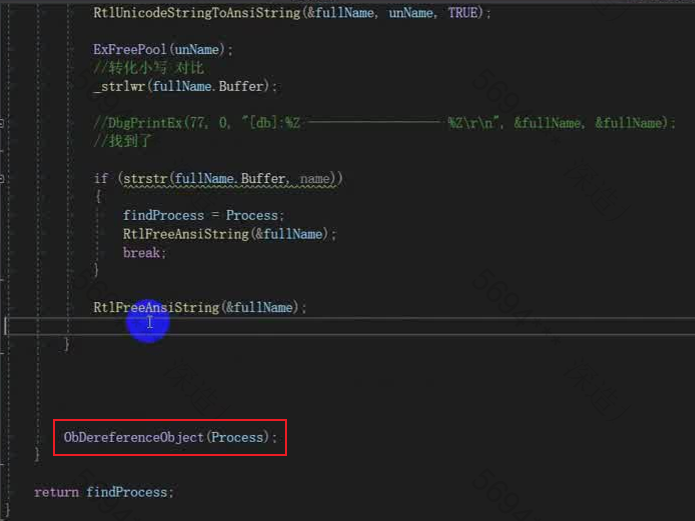 RtlUnicodeStringToAnsiString(&fullName, unName, TRUE);
ExFreePool(unName);
//转化小写 对比
_strlwr(fullName.Buffer);
//DbgPrintEx(77, 0, "[db]:%Z ——————————— %Z\r\n", &fullName, &fullName);
//找到了
if (strstr(fullName.Buffer, name))
{
findProcess = Process;
RtlFreeAnsiString(&fullName);
break;
}
RtlFreeAnsiString(&fullName);
}
ObDereferenceObject(Process);
}
return findProcess;
}